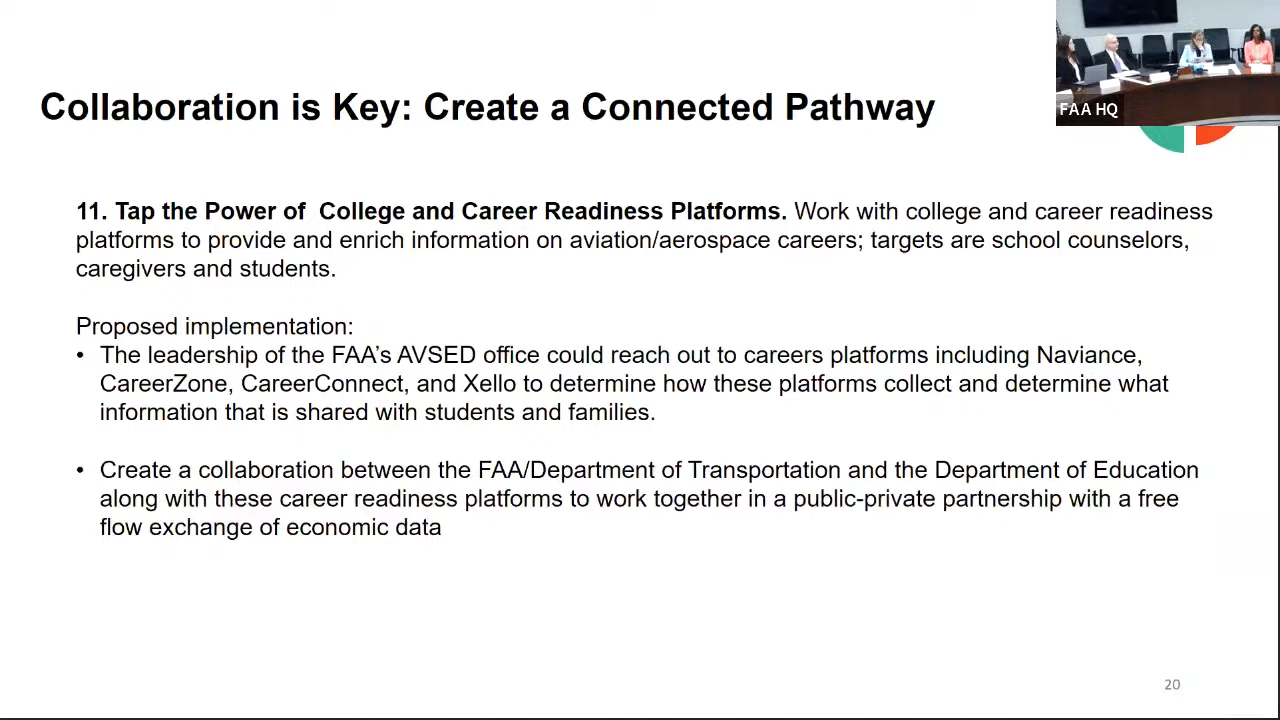 FAA HQ
Collaboration is Key: Create a Connected Pathway
11. Tap the Power of  College and Career Readiness Platforms. Work with college and career readiness
platforms to provide and enrich information on aviation/aerospace careers; targets are school counselors,
caregivers and students.
Proposed implementation:
• The leadership of the FAA’s AVSED office could reach out to careers platforms including Naviance,
CareerZone, CareerConnect, and Xello to determine how these platforms collect and determine what
information that is shared with students and families.
• Create a collaboration between the FAA/Department of Transportation and the Department of Education
along with these career readiness platforms to work together in a public-private partnership with a free
flow exchange of economic data
20